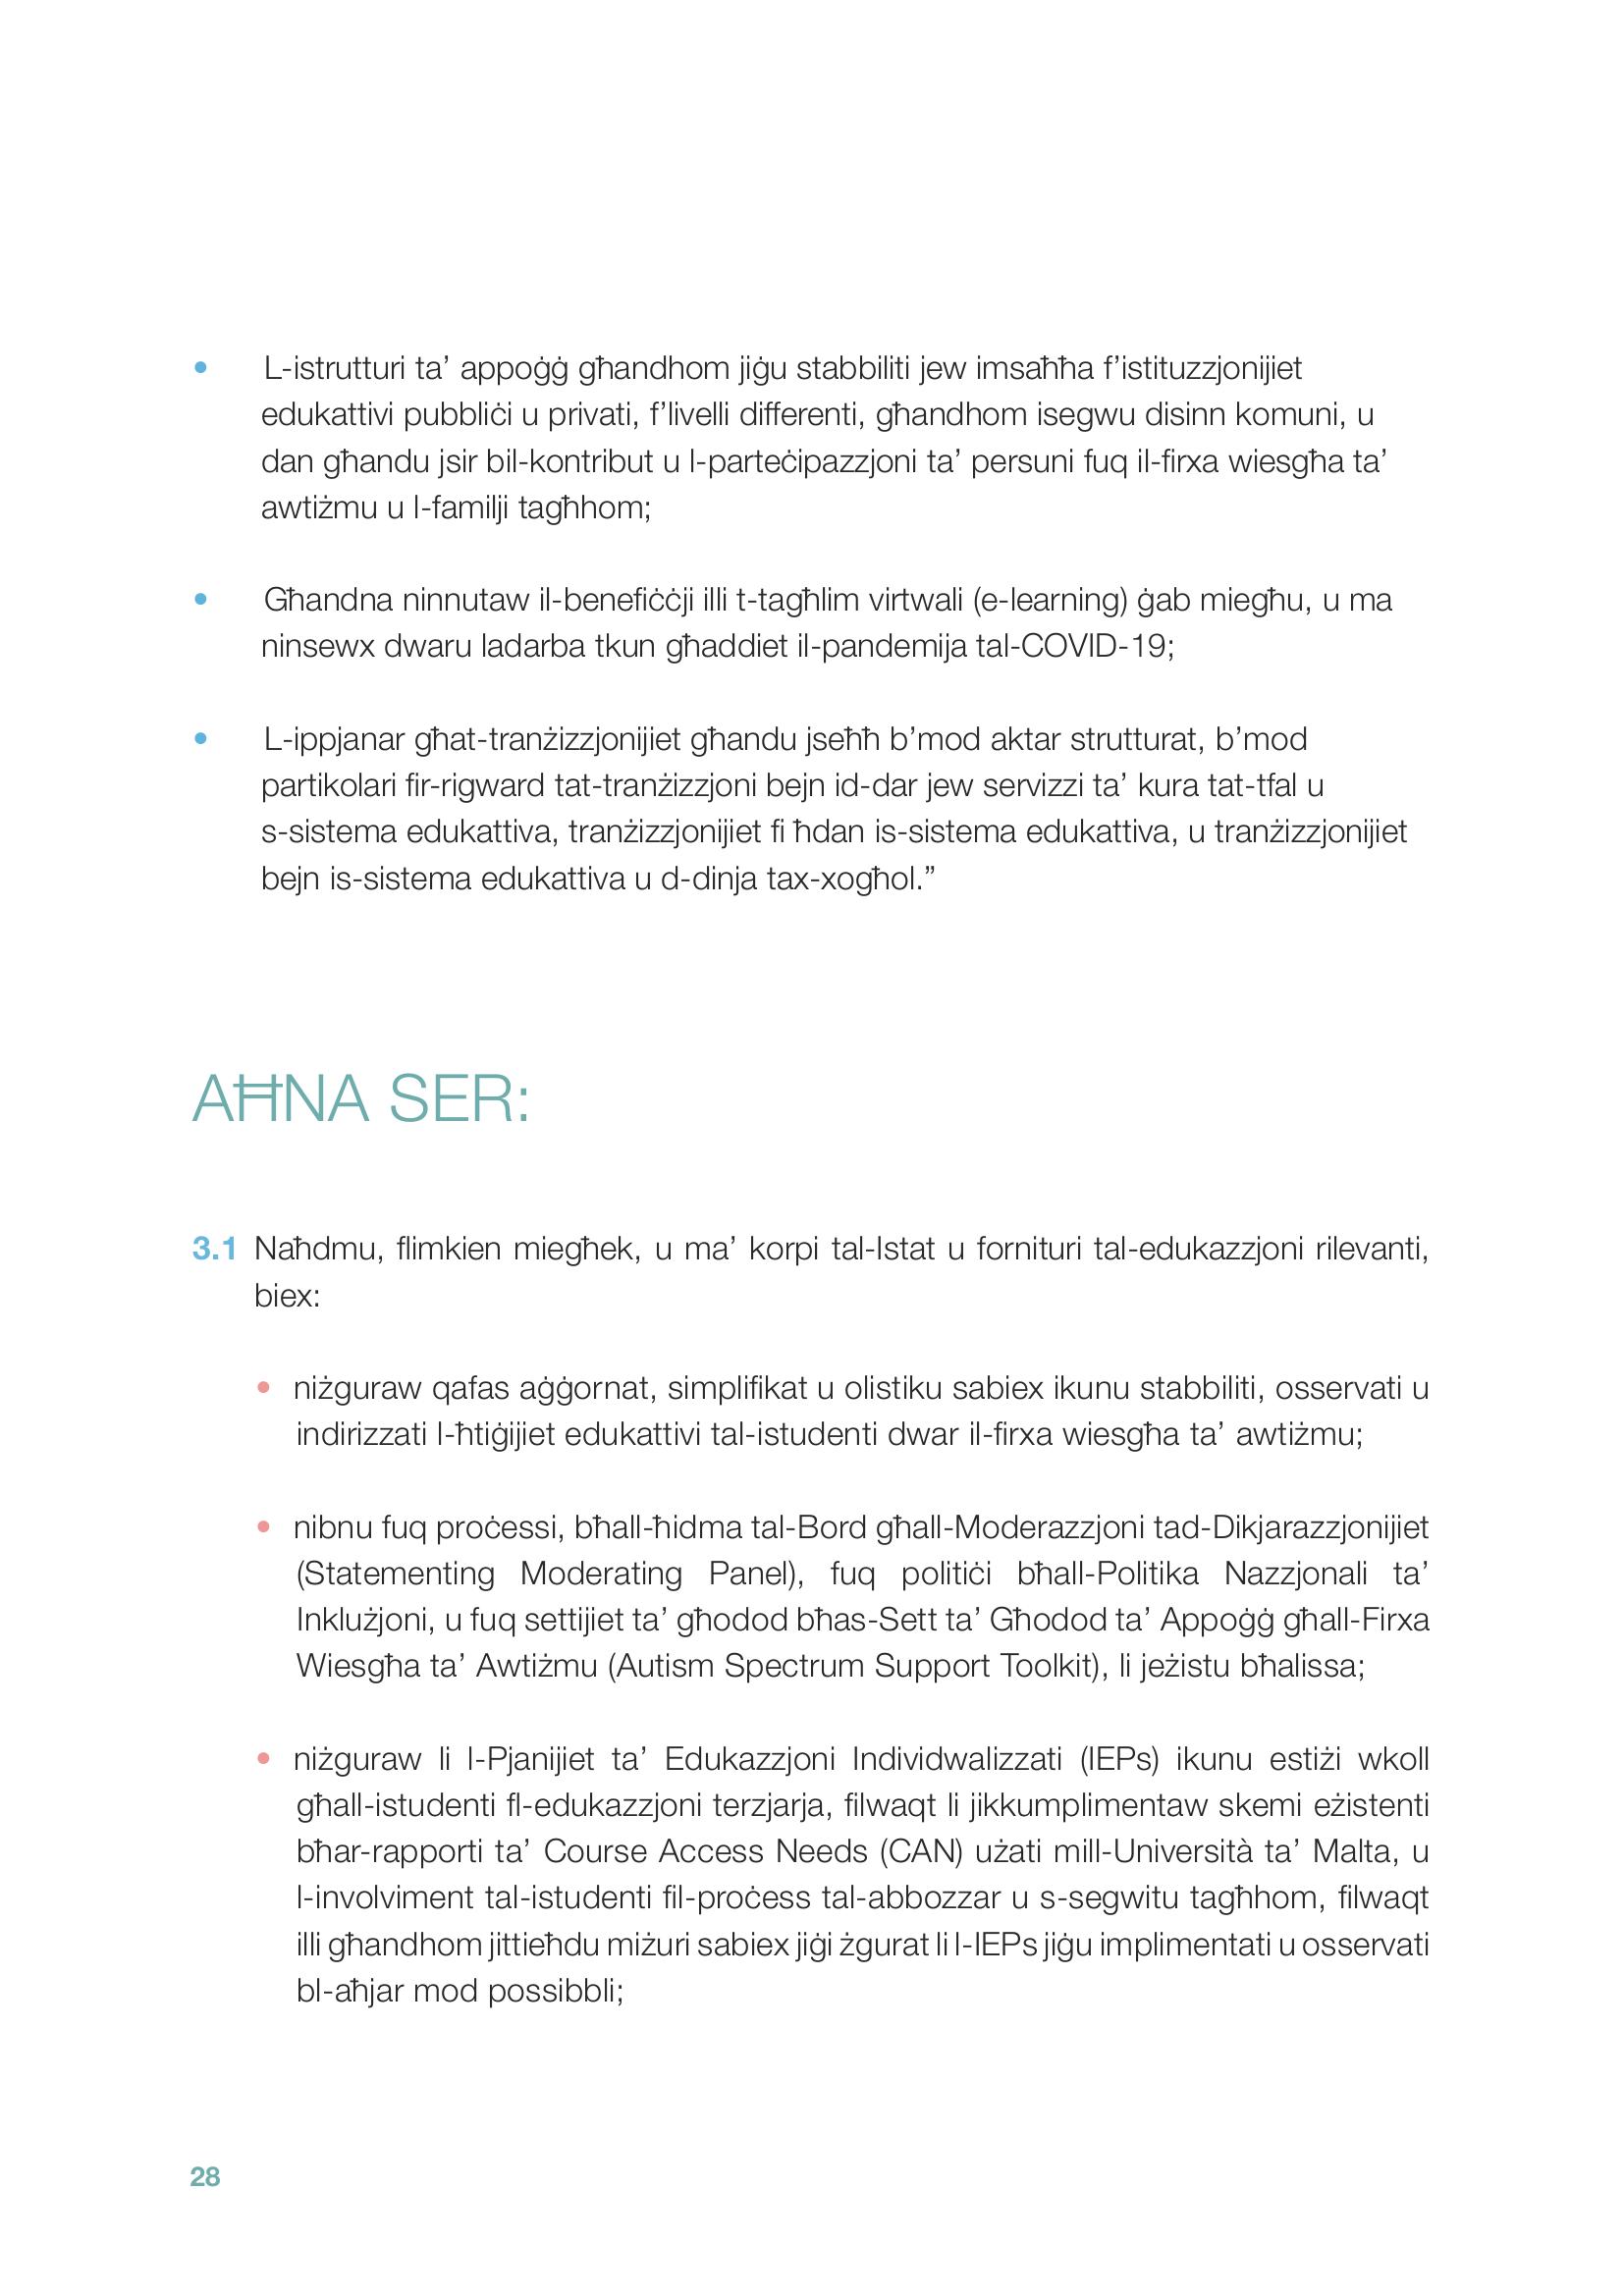 • L-istrutturi ta’ appoġġ għandhom jiġu stabbiliti jew imsaħħa f’istituzzjonijiet
edukattivi pubbliċi u privati, f’livelli differenti, għandhom isegwu disinn komuni, u
dan għandu jsir bil-kontribut u l-parteċipazzjoni ta’ persuni fuq il-firxa wiesgħa ta’
awtiżmu u l-familji tagħhom;
• Għandna ninnutaw il-benefiċċji illi t-tagħlim virtwali (e-learning) ġab miegħu, u ma
ninsewx dwaru ladarba tkun għaddiet il-pandemija tal-COVID-19;
• L-ippjanar għat-tranżizzjonijiet għandu jseħħ b’mod aktar strutturat, b’mod
partikolari fir-rigward tat-tranżizzjoni bejn id-dar jew servizzi ta’ kura tat-tfal u
s-sistema edukattiva, tranżizzjonijiet fi ħdan is-sistema edukattiva, u tranżizzjonijiet
bejn is-sistema edukattiva u d-dinja tax-xogħol.”
AĦNA SER:
3.1 Naħdmu, flimkien miegħek, u ma’ korpi tal-Istat u fornituri tal-edukazzjoni rilevanti,
biex:
• niżguraw qafas aġġornat, simplifikat u olistiku sabiex ikunu stabbiliti, osservati u
indirizzati l-ħtiġijiet edukattivi tal-istudenti dwar il-firxa wiesgħa ta’ awtiżmu;
• nibnu fuq proċessi, bħall-ħidma tal-Bord għall-Moderazzjoni tad-Dikjarazzjonijiet
(Statementing Moderating Panel), fuq politiċi bħall-Politika Nazzjonali ta’
Inklużjoni, u fuq settijiet ta’ għodod bħas-Sett ta’ Għodod ta’ Appoġġ għall-Firxa
Wiesgħa ta’ Awtiżmu (Autism Spectrum Support Toolkit), li jeżistu bħalissa;
• niżguraw li l-Pjanijiet ta’ Edukazzjoni Individwalizzati (IEPs) ikunu estiżi wkoll
għall-istudenti fl-edukazzjoni terzjarja, filwaqt li jikkumplimentaw skemi eżistenti
bħar-rapporti ta’ Course Access Needs (CAN) użati mill-Università ta’ Malta, u
l-involviment tal-istudenti fil-proċess tal-abbozzar u s-segwitu tagħhom, filwaqt
illi għandhom jittieħdu miżuri sabiex jiġi żgurat li l-IEPs jiġu implimentati u osservati
bl-aħjar mod possibbli;
28